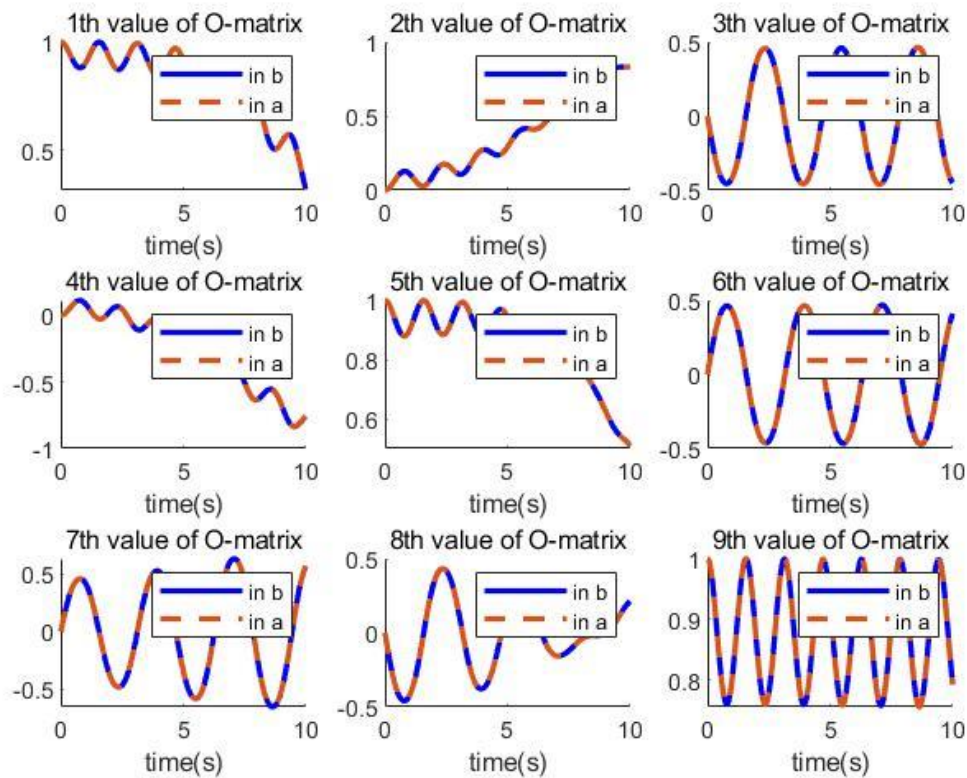 1th value of O-matrix
1
0.5
0
5
10
time(s)
in b
in a
2th value of O-matrix
1
0.5
0
0
5
10
time(s)
in b
in a
3th value of O-matrix
0.5
0
-0.5
0
5
10
time(s)
in b
in a
4th value of O-matrix
0
-0.5
-1
0
5
10
time(s)
in b
in a
5th value of O-matrix
1
0.8
0.6
0
5
10
time(s)
in b
in a
6th value of O-matrix
0.5
0
-0.5
0
5
10
time(s)
in b
in a
7th value of O-matrix
0.5
0
-0.5
0
5
10
time(s)
in b
in a
8th value of O-matrix
0.5
0
-0.5
0
5
10
time(s)
in b
in a
9th value of O-matrix
1
0.9
0.8
0
5
10
time(s)
in b
in a